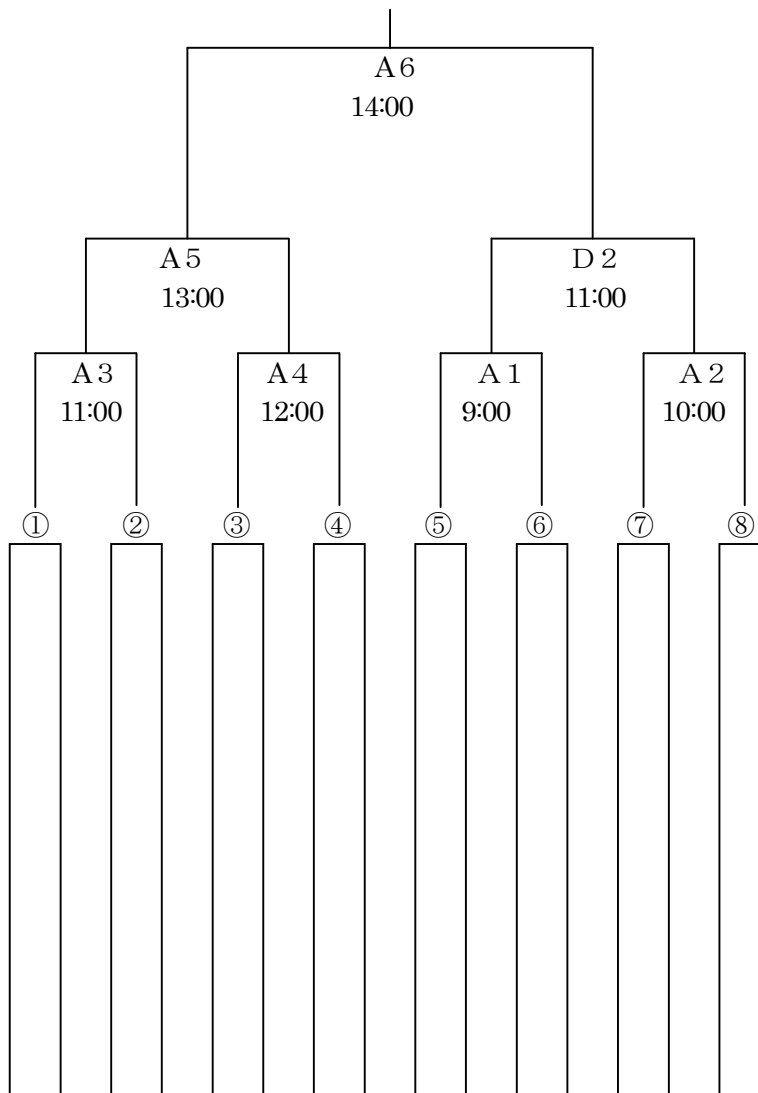 A６
14:00
A５ D２
13:00 11:00
A３ A４ A１ A２
11:00 12:00 9:00 10:00
① ② ③ ④ ⑤ ⑥ ⑦ ⑧